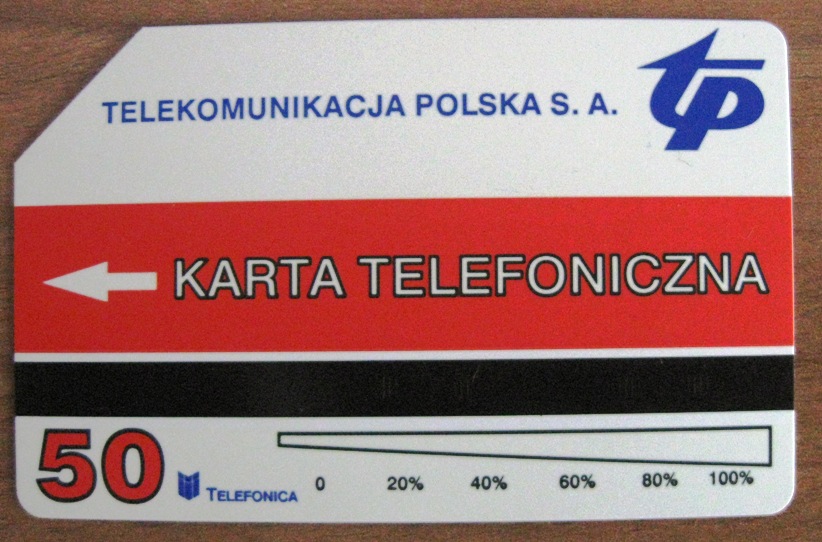 TELEKOMUNIKACJA POLSKA S. A.
tp
KARTA TELEFONICZNA
50
TELEFONICA
0 20% 40% 60% 80% 100%